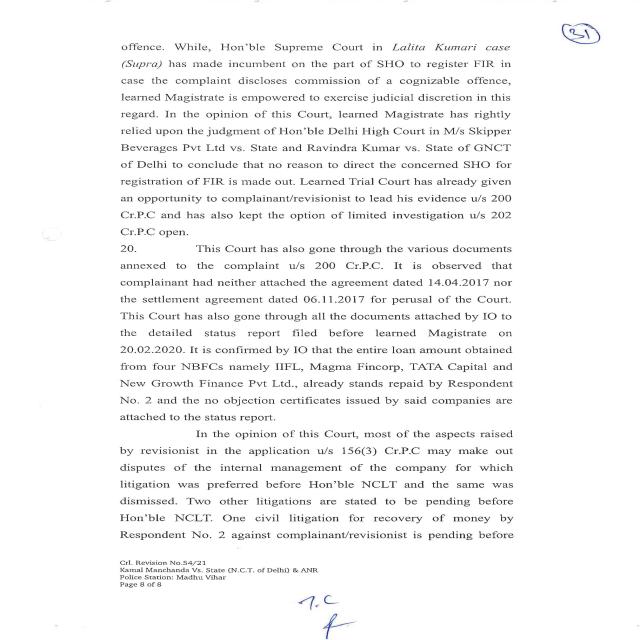 31
offence. While, Hon'ble Supreme Court in Lalita Kumari case
(Supra) has made incumbent on the part of SHO to register FIR in
case the complaint discloses commission of a cognizable offence,
learned Magistrate is empowered to exercise judicial discretion in this
regard. In the opinion of this Court, learned Magistrate has rightly
relied upon the judgment of Hon'ble Delhi High Court in M/s Skipper
Beverages Pvt Ltd vs. State and Ravindra Kumar vs. State of GNCT
of Delhi to conclude that no reason to direct the concerned SHO for
registration of FIR is made out. Learned Trial Court has already given
an opportunity to complainant/revisionist to lead his evidence u/s 200
Cr.P.C and has also kept the option of limited investigation u/s 202
Cr.P.C open.
20. This Court has also gone through the various documents
annexed to the complaint u/s 200 Cr.P.C. It is observed that
complainant had neither attached the agreement dated 14.04.2017 nor
the settlement agreement dated 06.11.2017 for perusal of the Court.
This Court has also gone through all the documents attached by IO to
the detailed status report filed before learned Magistrate on
20.02.2020. It is confirmed by IO that the entire loan amount obtained
from four NBFCs namely IIFL, Magma Fincorp, TATA Capital and
New Growth Finance Pvt Ltd., already stands repaid by Respondent
No. 2 and the no objection certificates issued by said companies are
attached to the status report.
In the opinion of this Court, most of the aspects raised
by revisionist in the application u/s 156(3) Cr.P.C may make out
disputes of the internal management of the company for which
litigation was preferred before Hon'ble NCLT and the same was
dismissed. Two other litigations are stated to be pending before
Hon'ble NCLT. One civil litigation for recovery of money by
Respondent No. 2 against complainant/revisionist is pending before
Crl. Revision No.54/21
Kamal Manchanda Vs. State (N.C.T. of Delhi) & ANR
Police Station: Madhu Vihar
Page 8 of 8
T.C